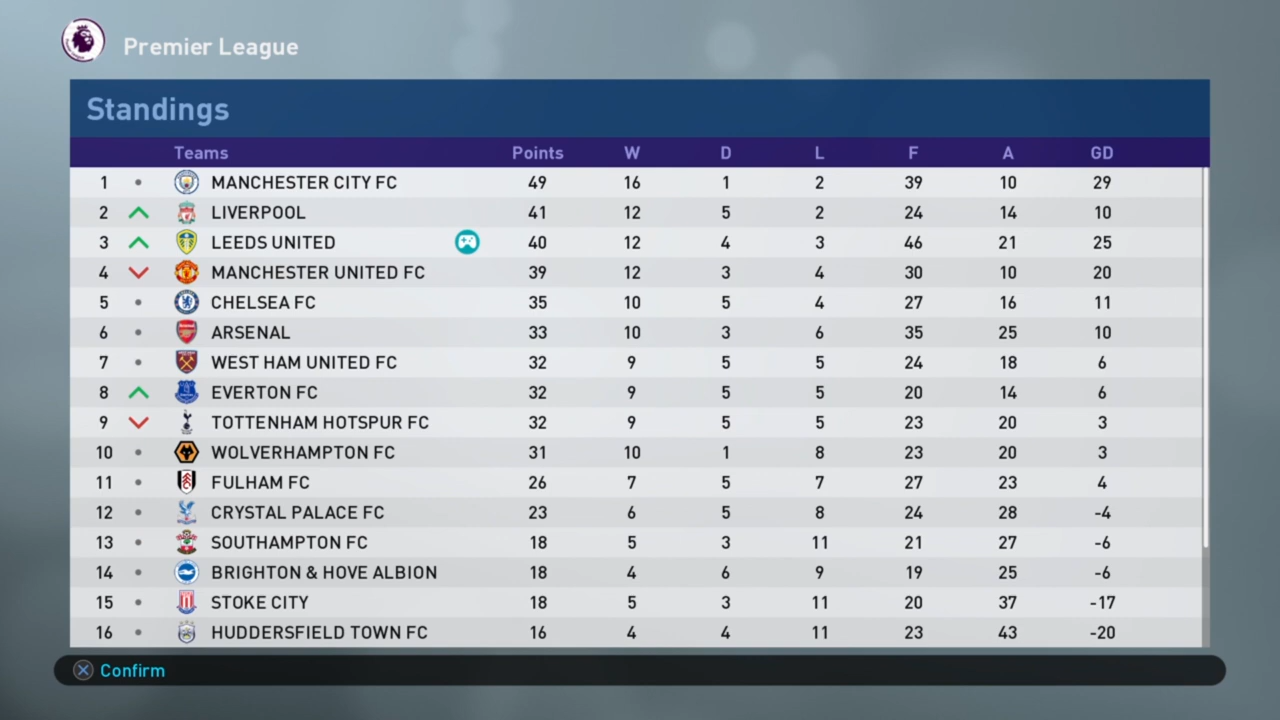 Premier League
Standings
Teams Points W D L F A GD
1 MANCHESTER CITY FC 49 16 1 2 39 10 29
2 LIVERPOOL 41 12 5 2 24 14 10
3 LEEDS UNITED 40 12 4 3 46 21 25
4 MANCHESTER UNITED FC 39 12 3 4 30 10 20
5 CHELSEA FC 35 10 5 4 27 16 11
6 ARSENAL 33 10 3 6 35 25 10
7 WEST HAM UNITED FC 32 9 5 5 24 18 6
8 EVERTON FC 32 9 5 5 20 14 6
9 TOTTENHAM HOTSPUR FC 32 9 5 5 23 20 3
10 WOLVERHAMPTON FC 31 10 1 8 23 20 3
11 FULHAM FC 26 7 5 7 27 23 4
12 CRYSTAL PALACE FC 23 6 5 8 24 28 -4
13 SOUTHAMPTON FC 18 5 3 11 21 27 -6
14 BRIGHTON & HOVE ALBION 18 4 6 9 19 25 -6
15 STOKE CITY 18 5 3 11 20 37 -17
16 HUDDERSFIELD TOWN FC 16 4 4 11 23 43 -20
Confirm